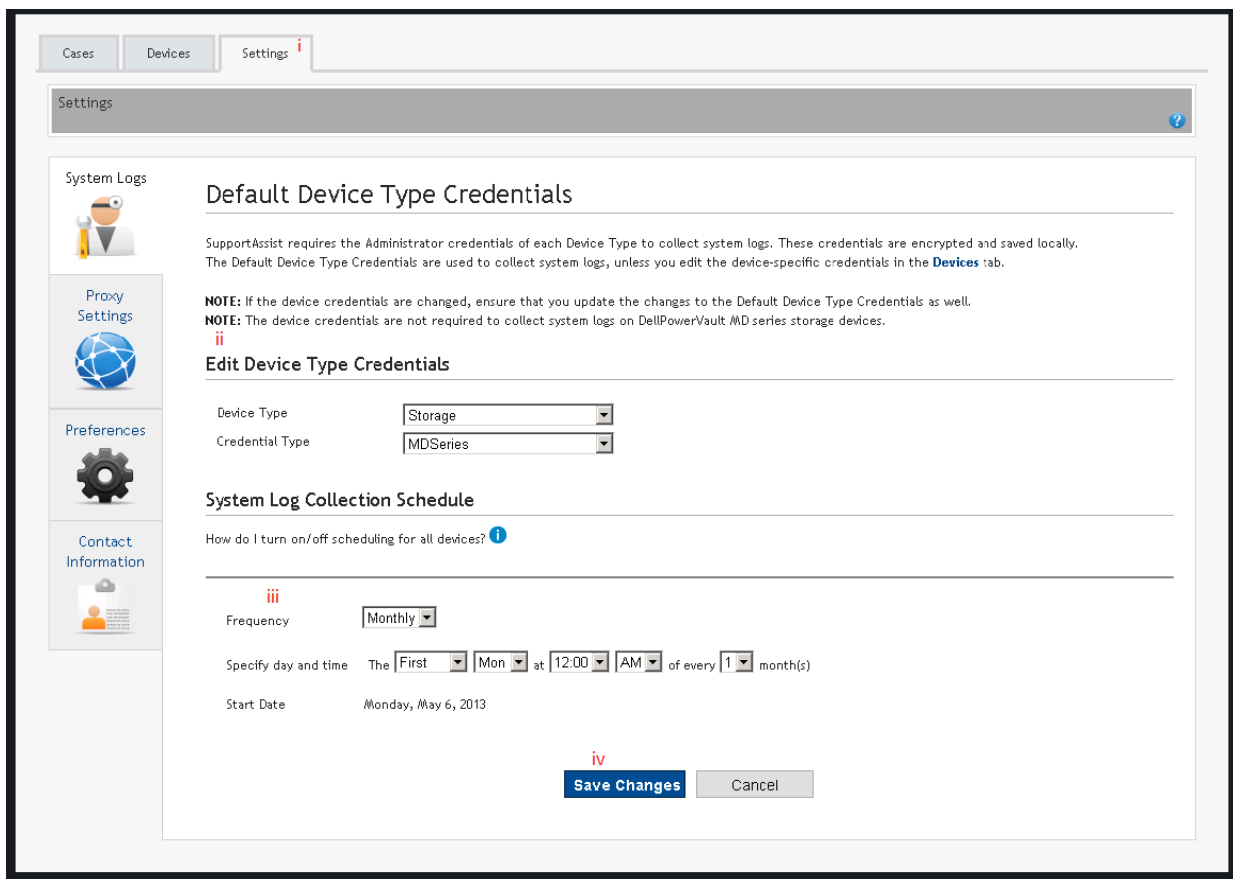 Cases
Devices
Settings
i
Settings
?
System Logs
Proxy
Settings
Preferences
Contact
Information
Default Device Type Credentials
SupportAssist requires the Administrator credentials of each Device Type to collect system logs. These credentials are encrypted and saved locally.
The Default Device Type Credentials are used to collect system logs, unless you edit the device-specific credentials in the Devices tab.
NOTE: If the device credentials are changed, ensure that you update the changes to the Default Device Type Credentials as well.
NOTE: The device credentials are not required to collect system logs on DellPowerVault MD series storage devices.
ii
Edit Device Type Credentials
Device Type Storage
Credential Type MDSeries
System Log Collection Schedule
How do I turn on/off scheduling for all devices? i
iii
Frequency Monthly
Specify day and time The First Mon at 12:00 AM of every 1 month(s)
Start Date Monday, May 6, 2013
iv
Save Changes Cancel